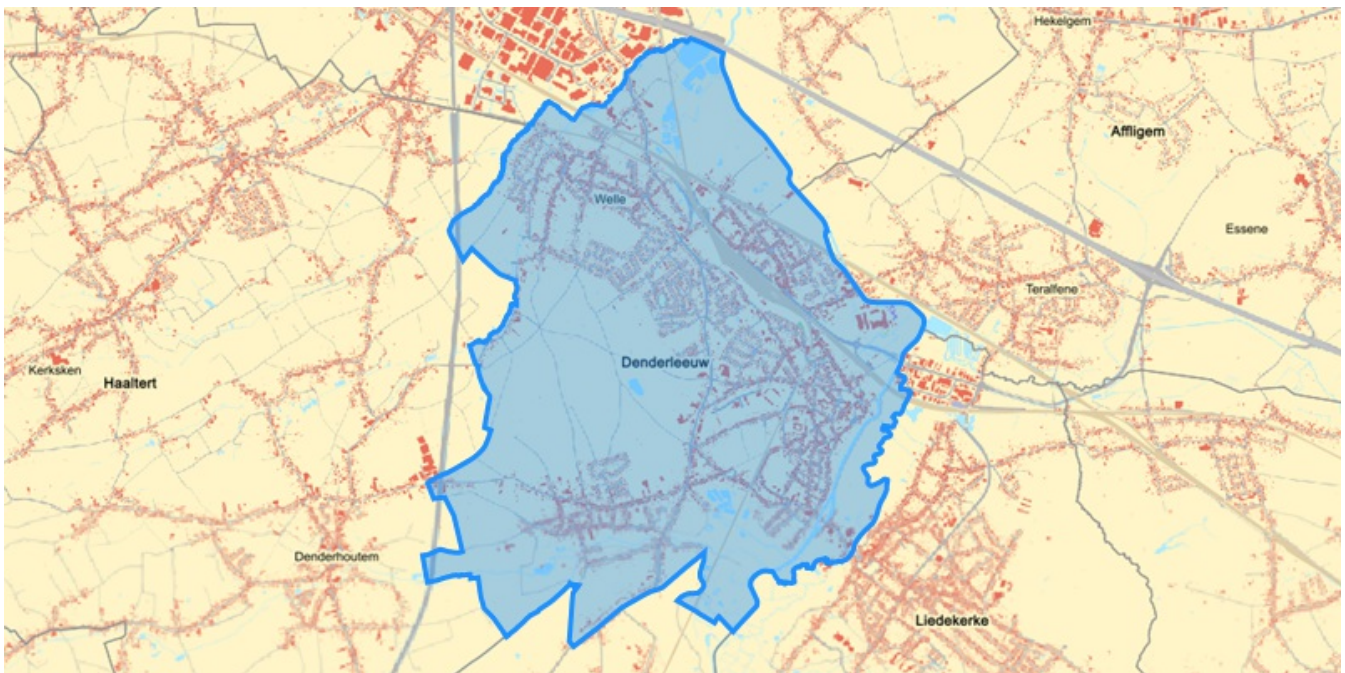 Hekelgem
Affligem
Welle
Essene
Teralfene
Denderleeuw
Kerksken
Haaltert
Denderhoutem
Liedekerke